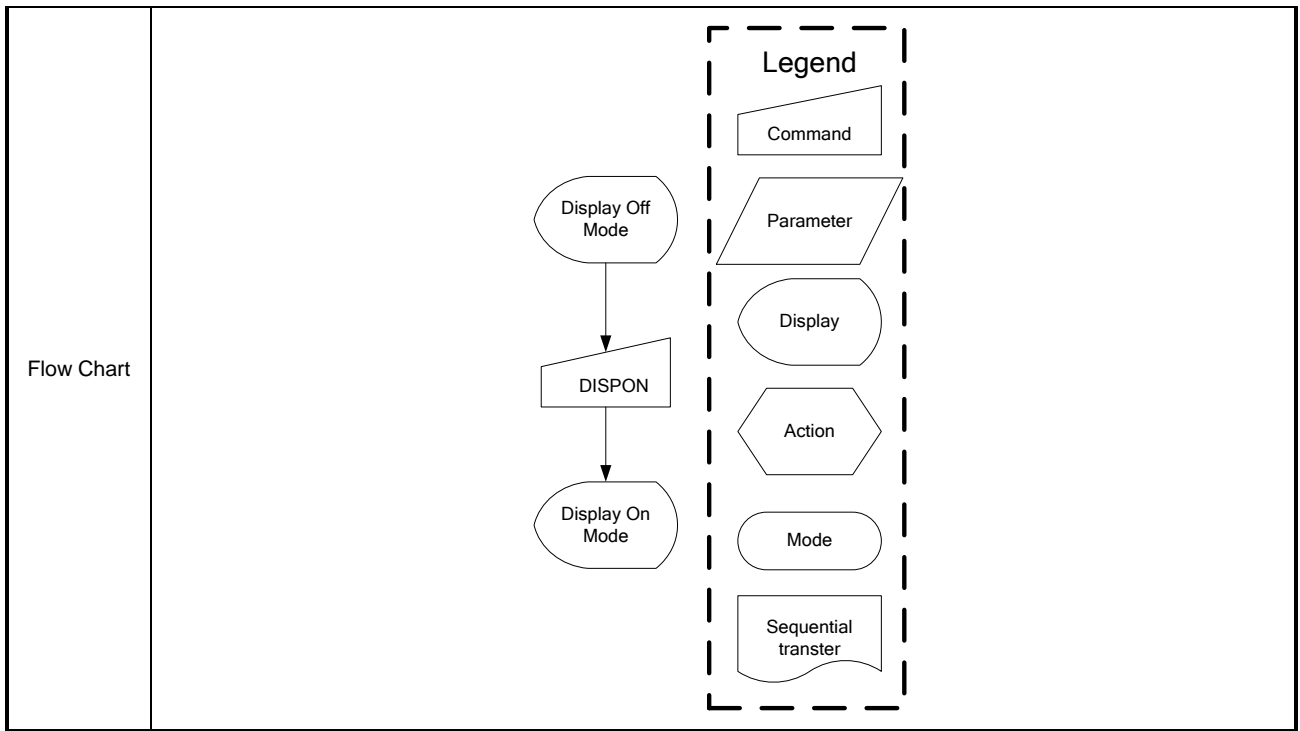 Flow Chart
Display Off
Mode
DISPON
Display On
Mode
Legend
Command
Parameter
Display
Action
Mode
Sequential
transter